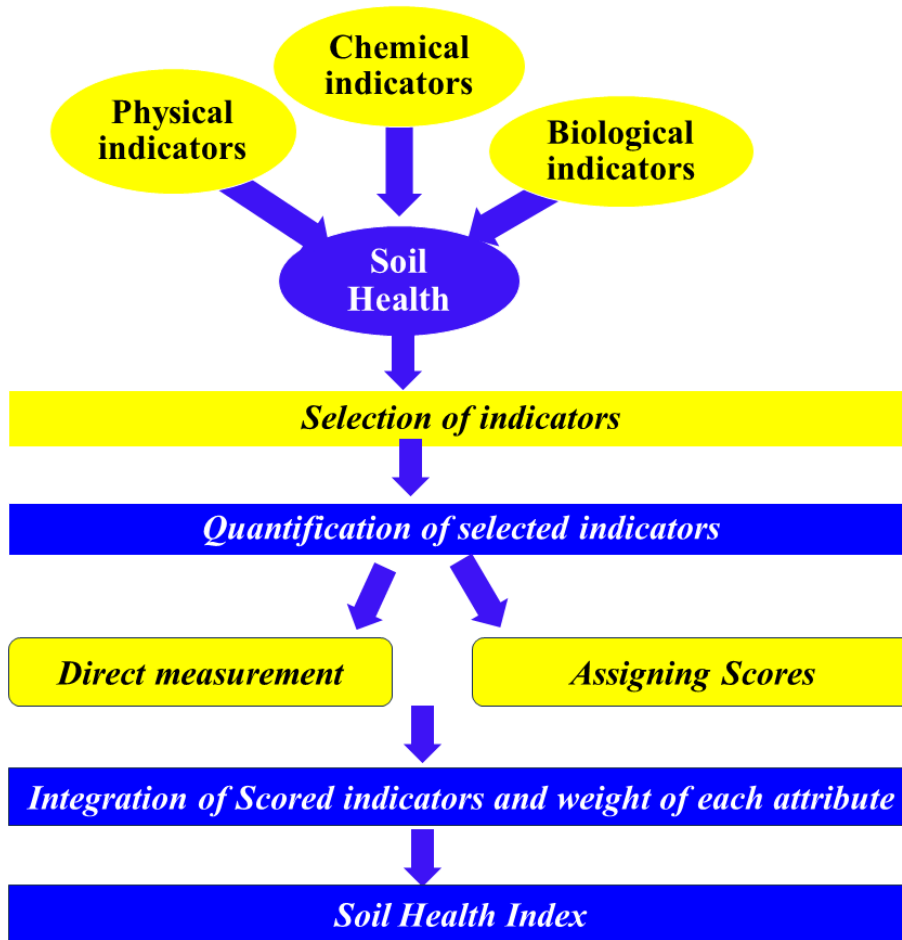 Chemical
indicators
Physical
indicators
Biological
indicators
Soil
Health
Selection of indicators
Quantification of selected indicators
Direct measurement
Assigning Scores
Integration of Scored indicators and weight of each attribute
Soil Health Index